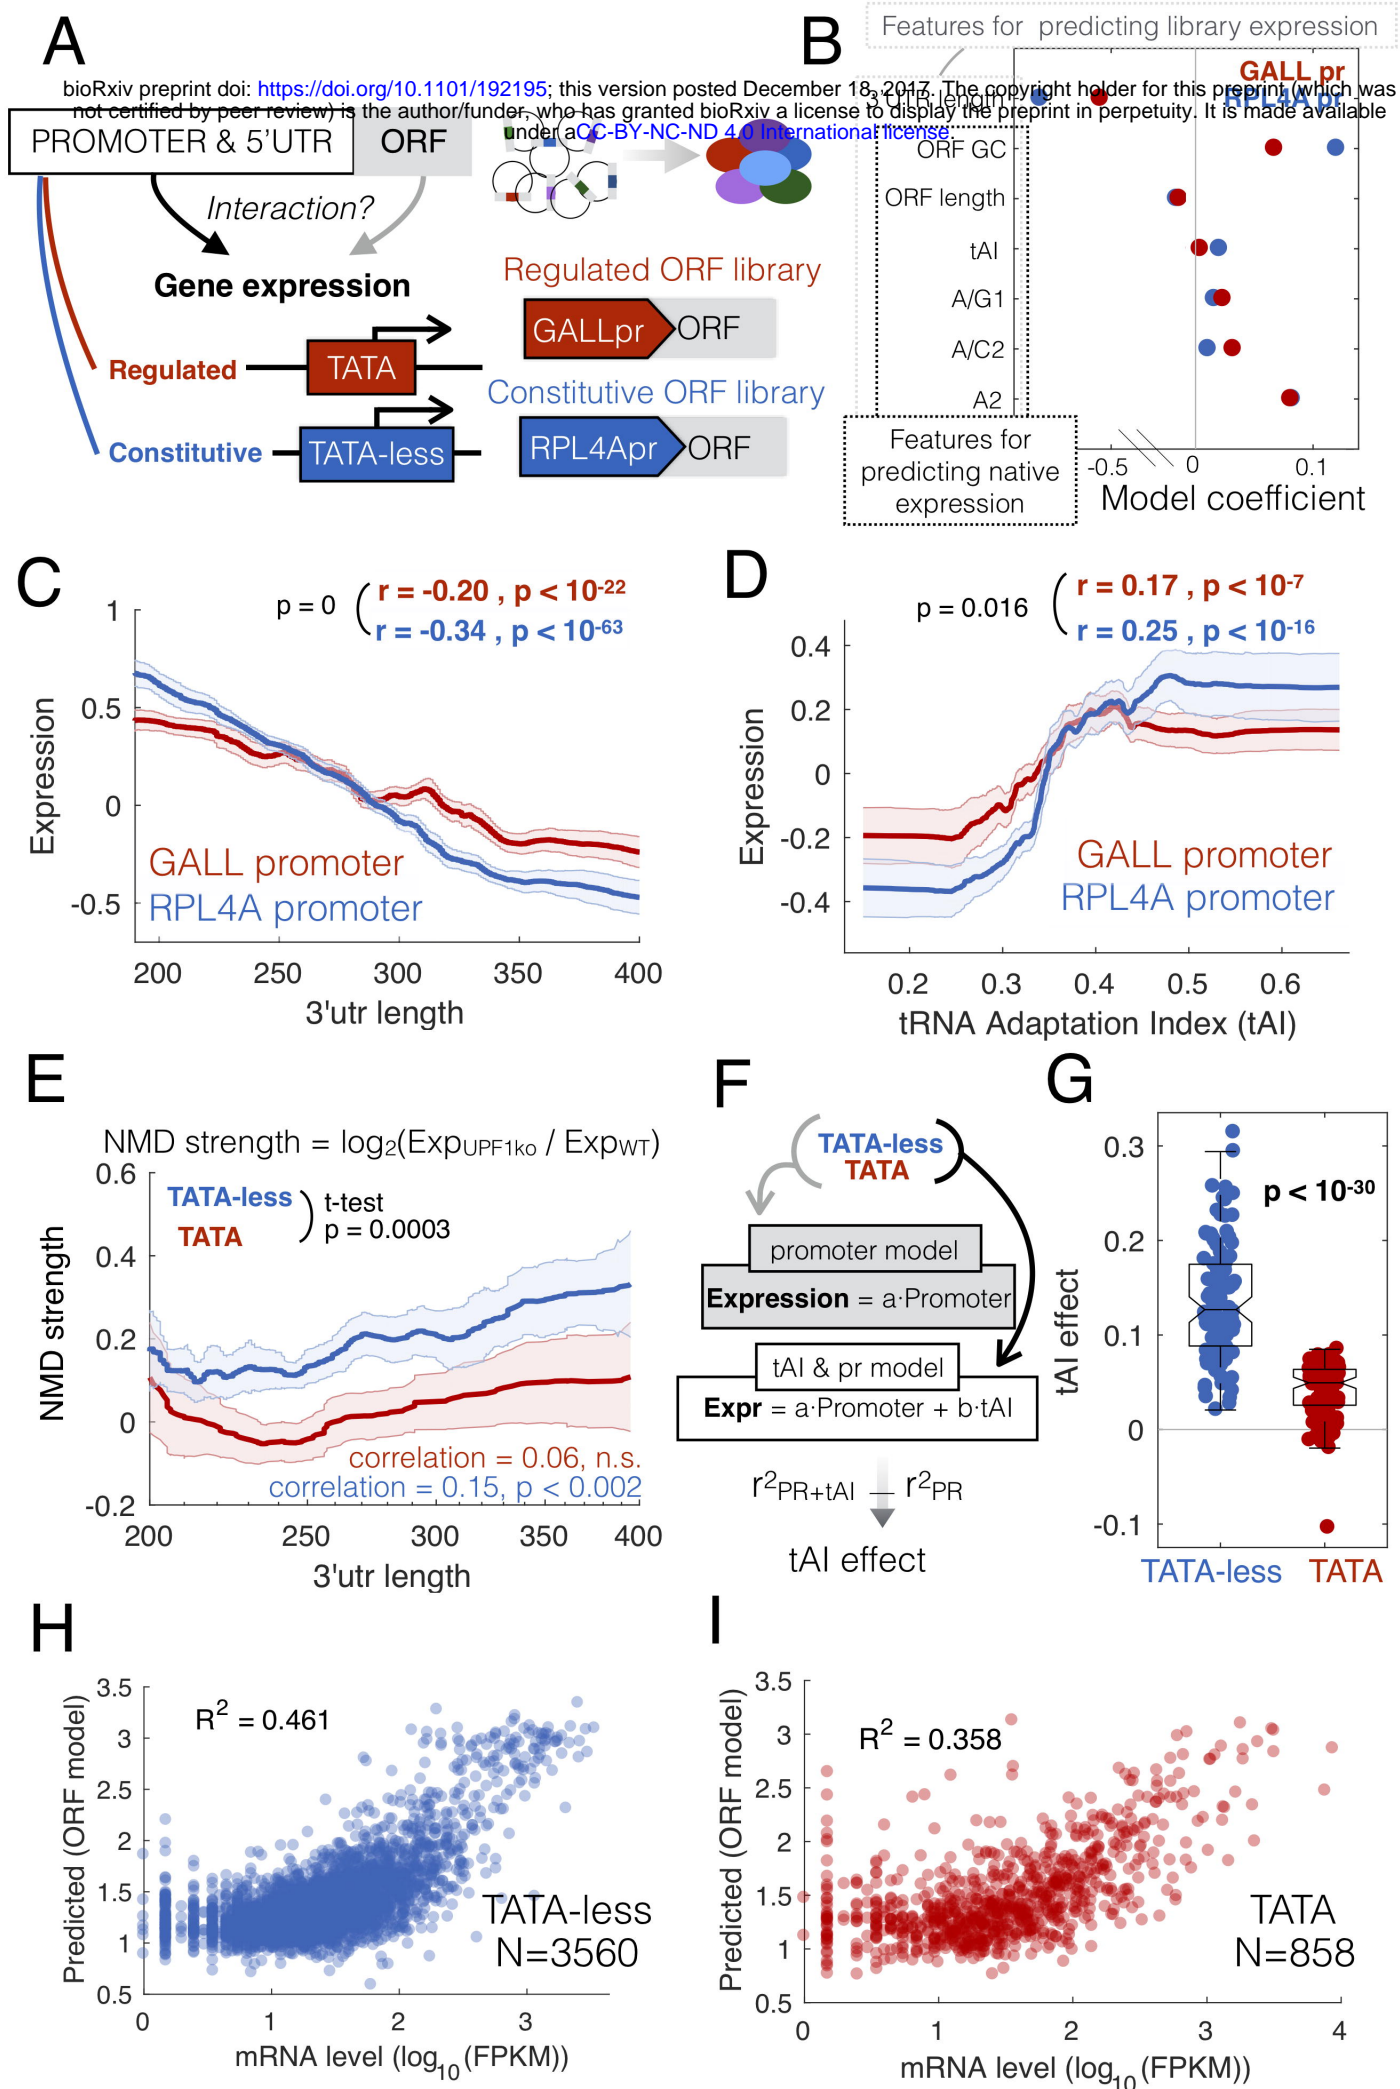 A
B
Features for predicting library expression
bioRxiv preprint doi: https://doi.org/10.1101/192195; this version posted December 18, 2017. The copyright holder for this preprint (which was
not certified by peer review) is the author/funder, who has granted bioRxiv a license to display the preprint in perpetuity. It is made available
under aCC-BY-NC-ND 4.0 International license.
PROMOTER & 5'UTR
ORF
Interaction?
Gene expression
Regulated
TATA
Constitutive
TATA-less
Regulated ORF library
GALLpr
ORF
Constitutive ORF library
RPL4Apr
ORF
GALL pr
RPL4A pr
3'UTR length
ORF GC
ORF length
tAI
A/G1
A/C2
A2
Features for
predicting native
expression
-0.5
0
0.1
Model coefficient
C
p = 0
r = -0.20 , p < 10-22
r = -0.34 , p < 10-63
1
0.5
0
-0.5
Expression
GALL promoter
RPL4A promoter
200
250
300
350
400
3'utr length
D
p = 0.016
r = 0.17 , p < 10-7
r = 0.25 , p < 10-16
0.4
0.2
0
-0.2
-0.4
Expression
GALL promoter
RPL4A promoter
0.2
0.3
0.4
0.5
0.6
tRNA Adaptation Index (tAI)
E
NMD strength = log2(ExpUPF1ko / ExpWT)
0.6
0.4
0.2
0
-0.2
NMD strength
TATA-less
TATA
t-test
p = 0.0003
correlation = 0.06, n.s.
correlation = 0.15, p < 0.002
200
250
300
350
400
3'utr length
F
TATA-less
TATA
promoter model
Expression = a·Promoter
tAI & pr model
Expr = a·Promoter + b·tAI
r2PR+tAI — r2PR
tAI effect
G
0.3
0.2
0.1
0
-0.1
tAI effect
p < 10-30
TATA-less
TATA
H
R2 = 0.461
3.5
3
2.5
2
1.5
1
0.5
Predicted (ORF model)
TATA-less
N=3560
0
1
2
3
mRNA level (log10(FPKM))
I
R2 = 0.358
3.5
3
2.5
2
1.5
1
0.5
Predicted (ORF model)
TATA
N=858
0
1
2
3
4
mRNA level (log10(FPKM))